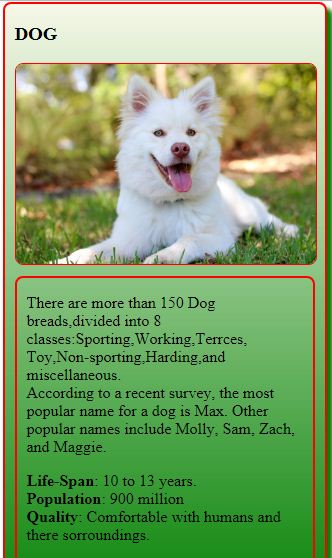 DOG
There are more than 150 Dog
breads,divided into 8
classes:Sporting,Working,Terrces,
Toy,Non-sporting,Harding,and
miscellaneous.
According to a recent survey, the most
popular name for a dog is Max. Other
popular names include Molly, Sam, Zach,
and Maggie.
Life-Span: 10 to 13 years.
Population: 900 million
Quality: Comfortable with humans and
there sorroundings.